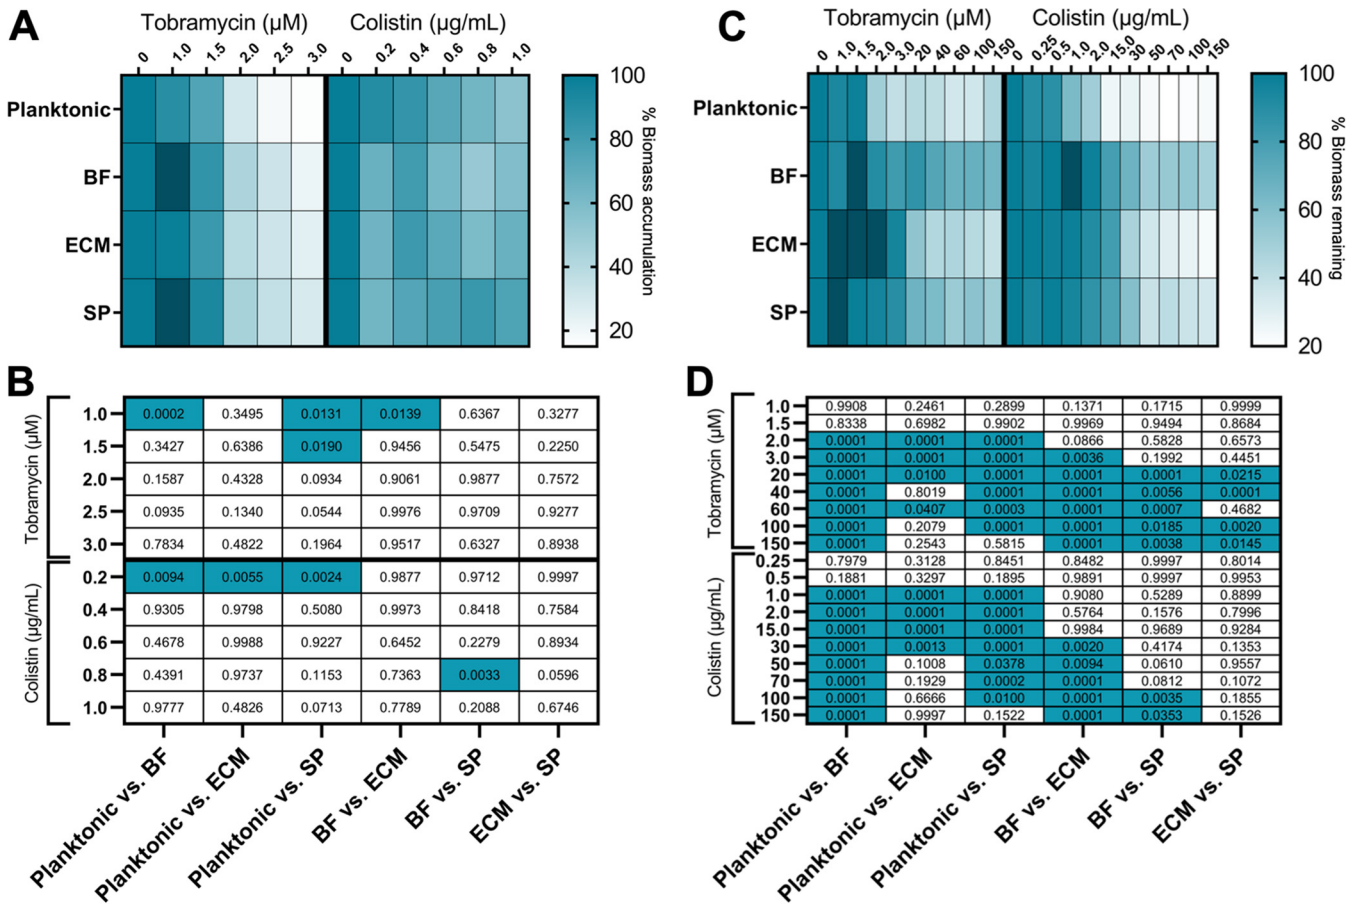 A
Tobramycin (µM) Colistin (µg/mL)
0 1.0 1.5 2.0 2.5 3.0 0 0.2 0.4 0.6 0.8 1.0
Planktonic
BF
ECM
SP
100
80
60
40
20
% Biomass accumulation
C
Tobramycin (µM) Colistin (µg/mL)
0 1.0 1.5 2.0 3.0 20 40 60 100 150 0 0.25 0.5 1.0 2.0 15.0 30 50 70 100 150
Planktonic
BF
ECM
SP
100
80
60
40
20
% Biomass remaining
B
Tobramycin (µM)
1.0 0.0002 0.3495 0.0131 0.0139 0.6367 0.3277
1.5 0.3427 0.6386 0.0190 0.9456 0.5475 0.2250
2.0 0.1587 0.4328 0.0934 0.9061 0.9877 0.7572
2.5 0.0935 0.1340 0.0544 0.9976 0.9709 0.9277
3.0 0.7834 0.4822 0.1964 0.9517 0.6327 0.8938
Colistin (µg/mL)
0.2 0.0094 0.0055 0.0024 0.9877 0.9712 0.9997
0.4 0.9305 0.9798 0.5080 0.9973 0.8418 0.7584
0.6 0.4678 0.9988 0.9227 0.6452 0.2279 0.8934
0.8 0.4391 0.9737 0.1153 0.7363 0.0033 0.0596
1.0 0.9777 0.4826 0.0713 0.7789 0.2088 0.6746
Planktonic vs. BF
Planktonic vs. ECM
Planktonic vs. SP
BF vs. ECM
BF vs. SP
ECM vs. SP
D
Tobramycin (µM)
1.0 0.9908 0.2461 0.2899 0.1371 0.1715 0.9999
1.5 0.8338 0.6982 0.9902 0.9969 0.9494 0.8684
2.0 0.0001 0.0001 0.0001 0.0866 0.5828 0.6573
3.0 0.0001 0.0001 0.0001 0.0036 0.1992 0.4451
20 0.0001 0.0100 0.0001 0.0001 0.0001 0.0215
40 0.0001 0.8019 0.0001 0.0001 0.0056 0.0001
60 0.0001 0.0407 0.0003 0.0001 0.0007 0.4682
100 0.0001 0.2079 0.0001 0.0001 0.0185 0.0020
150 0.0001 0.2543 0.5815 0.0001 0.0038 0.0145
Colistin (µg/mL)
0.25 0.7979 0.3128 0.8451 0.8482 0.9997 0.8014
0.5 0.1881 0.3297 0.1895 0.9891 0.9997 0.9953
1.0 0.0001 0.0001 0.0001 0.9080 0.5289 0.8899
2.0 0.0001 0.0001 0.0001 0.5764 0.1576 0.7996
15.0 0.0001 0.0001 0.0001 0.9984 0.9689 0.9284
30 0.0001 0.0013 0.0001 0.0020 0.4174 0.1353
50 0.0001 0.1008 0.0378 0.0094 0.0610 0.9557
70 0.0001 0.1929 0.0002 0.0001 0.0812 0.1072
100 0.0001 0.6666 0.0100 0.0001 0.0035 0.1855
150 0.0001 0.9997 0.1522 0.0001 0.0353 0.1526
Planktonic vs. BF
Planktonic vs. ECM
Planktonic vs. SP
BF vs. ECM
BF vs. SP
ECM vs. SP